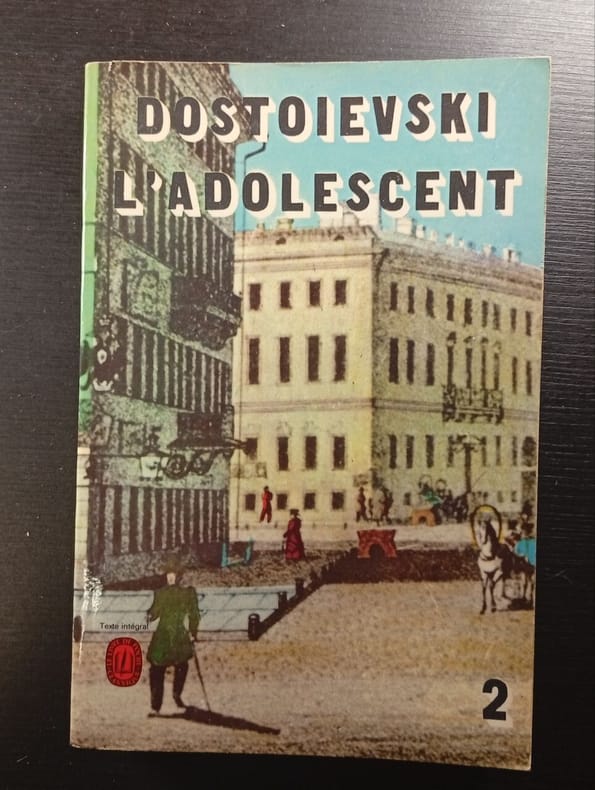 DOSTOIEVSKI
L'ADOLESCENT
Texte intégral
2